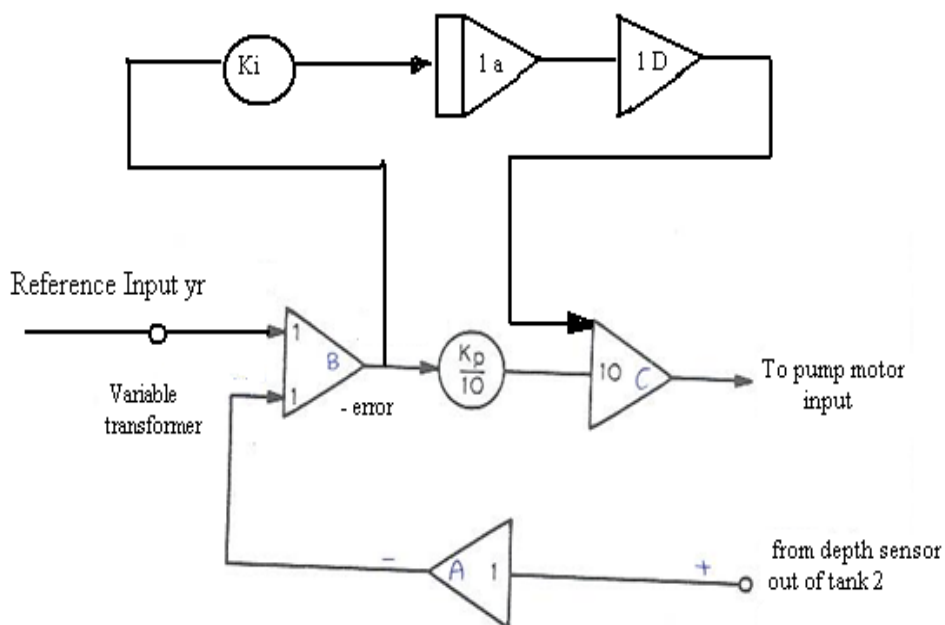 Ki
1 a
1 D
Reference Input yr
1
B
1
- error
Kp
10
10 C
To pump motor
input
Variable
transformer
-
A 1
+
from depth sensor
out of tank 2